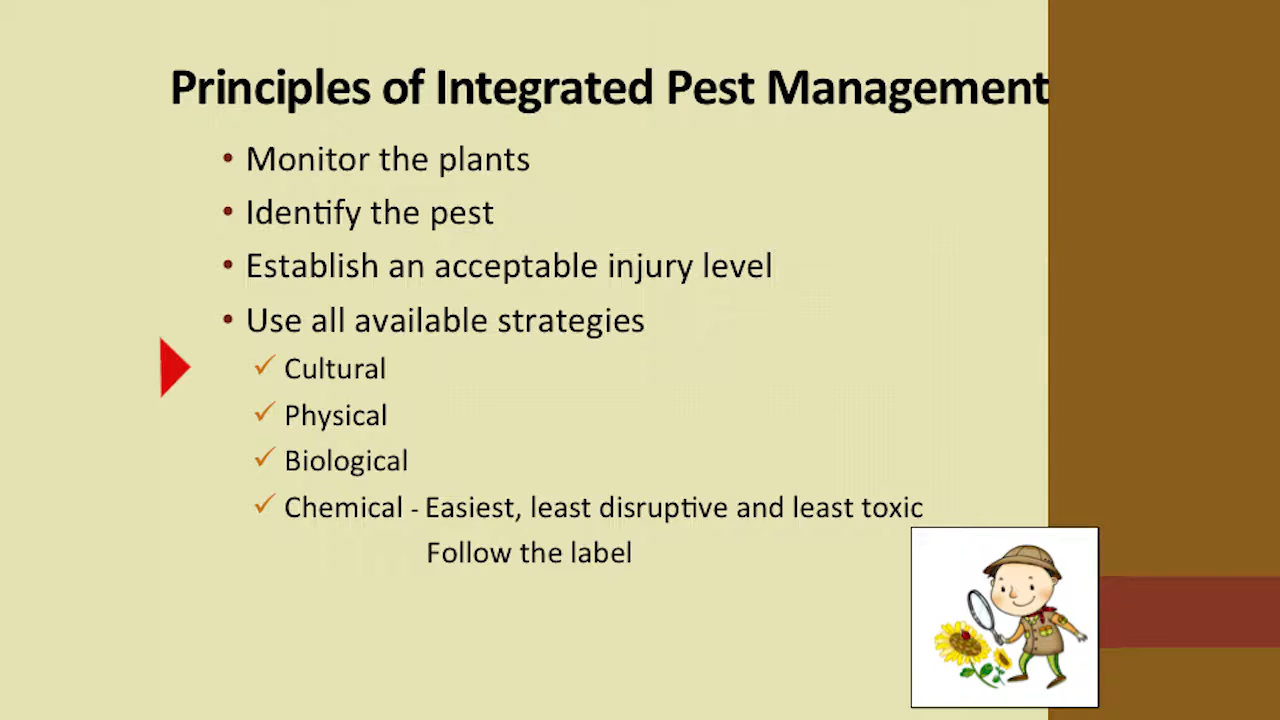 Principles of Integrated Pest Management
• Monitor the plants
• Identify the pest
• Establish an acceptable injury level
• Use all available strategies
✓ Cultural
✓ Physical
✓ Biological
✓ Chemical - Easiest, least disruptive and least toxic
Follow the label